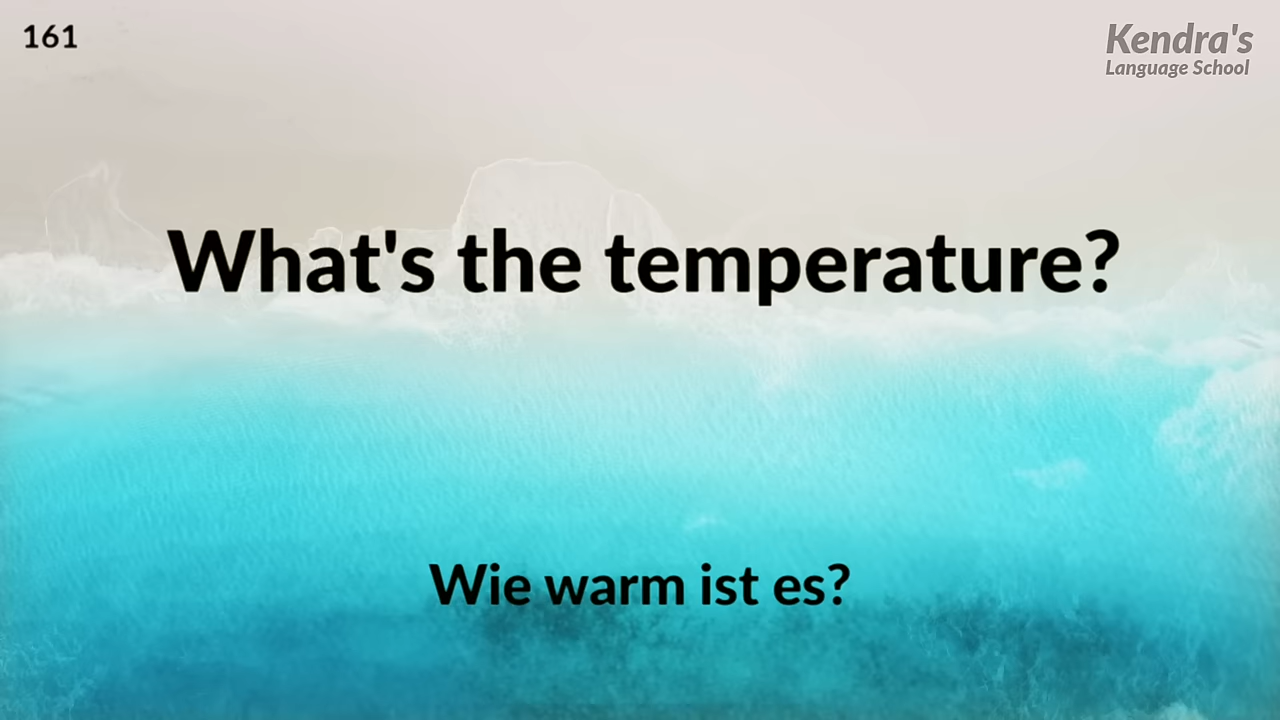 161
Kendra's
Language School
What's the temperature?
Wie warm ist es?